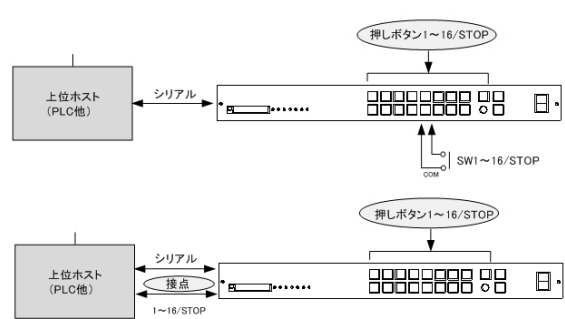 押しボタン1～16/STOP
上位ホスト
(PLC他)
シリアル
SW1～16/STOP
COM
押しボタン1～16/STOP
上位ホスト
(PLC他)
シリアル
接点
1～16/STOP